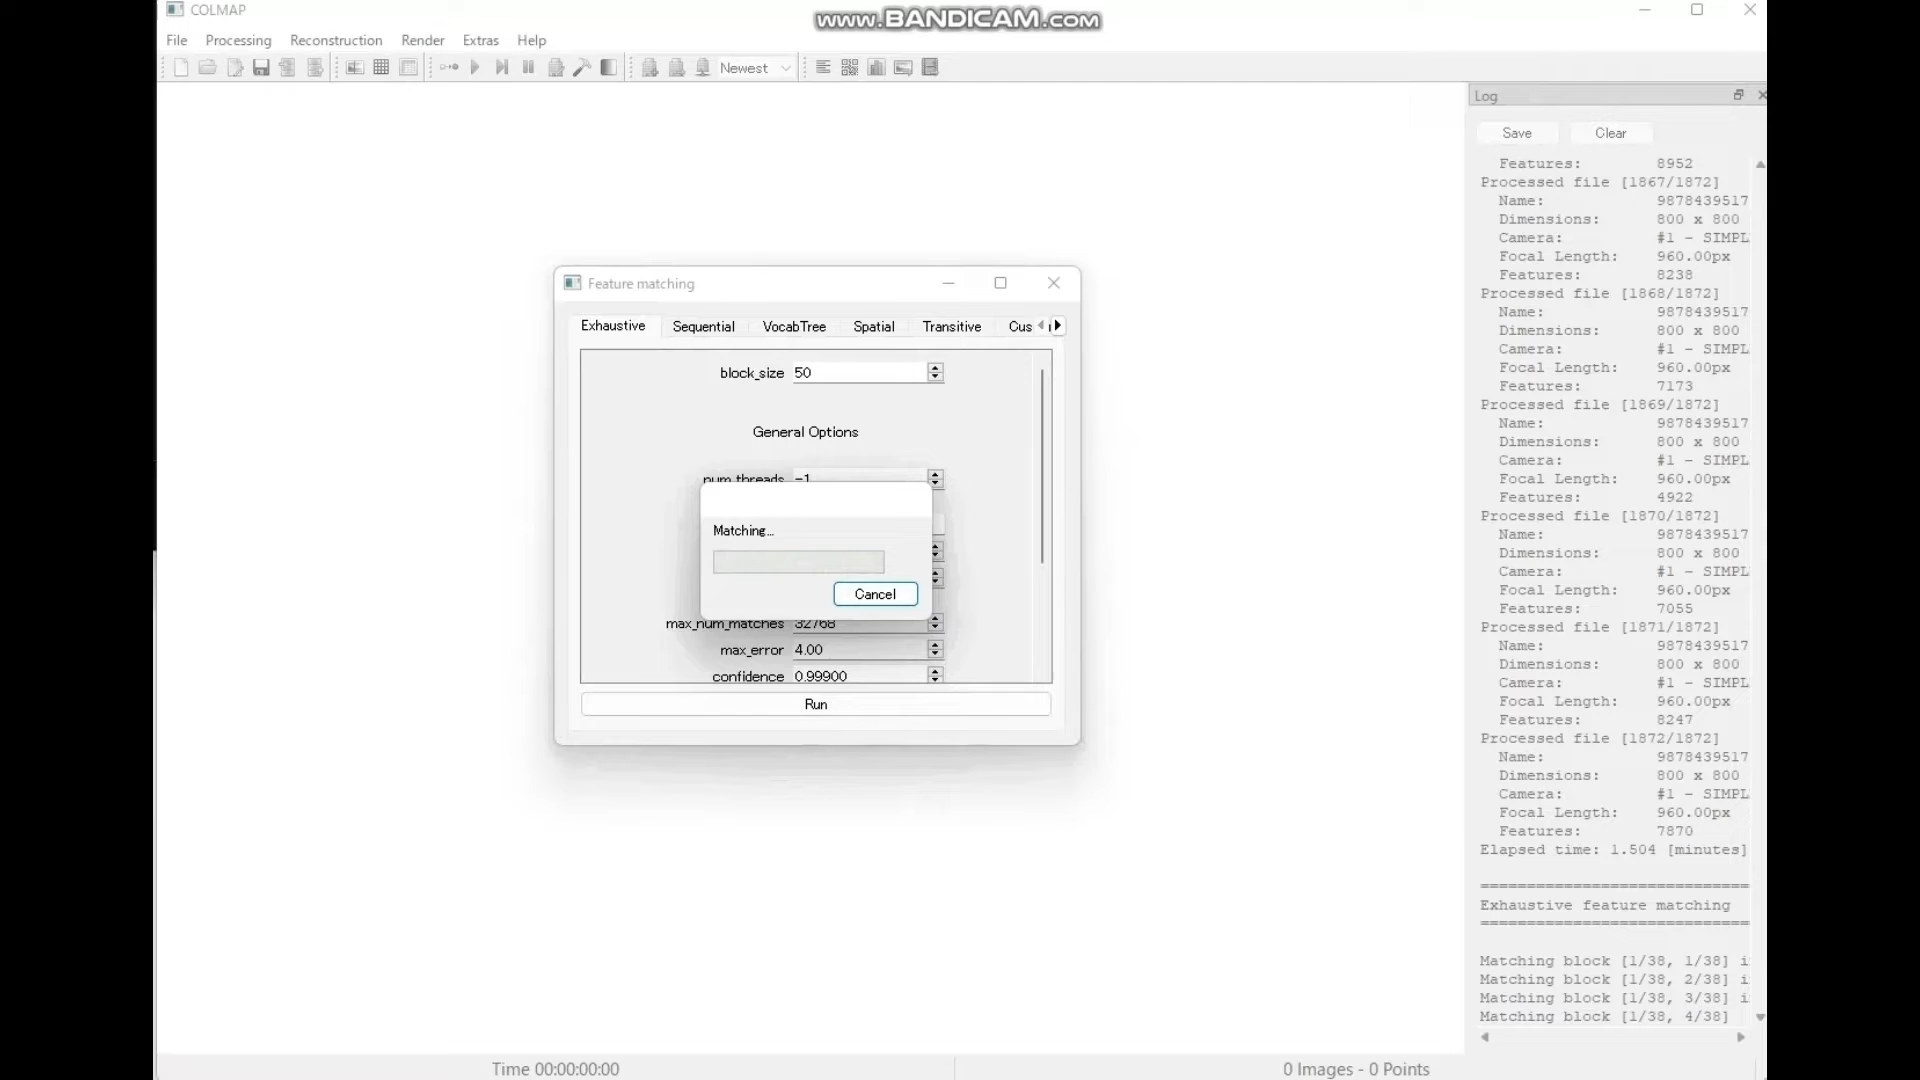 COLMAP
www.BANDICAM.com
File Processing Reconstruction Render Extras Help
Newest
Log
Save Clear
Features: 8952
Processed file [1867/1872]
Name: 9878439517
Dimensions: 800 x 800
Camera: #1 - SIMPL
Focal Length: 960.00px
Features: 8238
Processed file [1868/1872]
Name: 9878439517
Dimensions: 800 x 800
Camera: #1 - SIMPL
Focal Length: 960.00px
Features: 7173
Processed file [1869/1872]
Name: 9878439517
Dimensions: 800 x 800
Camera: #1 - SIMPL
Focal Length: 960.00px
Features: 4922
Processed file [1870/1872]
Name: 9878439517
Dimensions: 800 x 800
Camera: #1 - SIMPL
Focal Length: 960.00px
Features: 7055
Processed file [1871/1872]
Name: 9878439517
Dimensions: 800 x 800
Camera: #1 - SIMPL
Focal Length: 960.00px
Features: 8247
Processed file [1872/1872]
Name: 9878439517
Dimensions: 800 x 800
Camera: #1 - SIMPL
Focal Length: 960.00px
Features: 7870
Elapsed time: 1.504 [minutes]
=============================
Exhaustive feature matching
=============================
Matching block [1/38, 1/38] i
Matching block [1/38, 2/38] i
Matching block [1/38, 3/38] i
Matching block [1/38, 4/38]
Feature matching
Exhaustive Sequential VocabTree Spatial Transitive Cus
block_size 50
General Options
num_threads -1
Matching...
Cancel
max_num_matches 32768
max_error 4.00
confidence 0.99900
Run
Time 00:00:00:00
0 Images - 0 Points